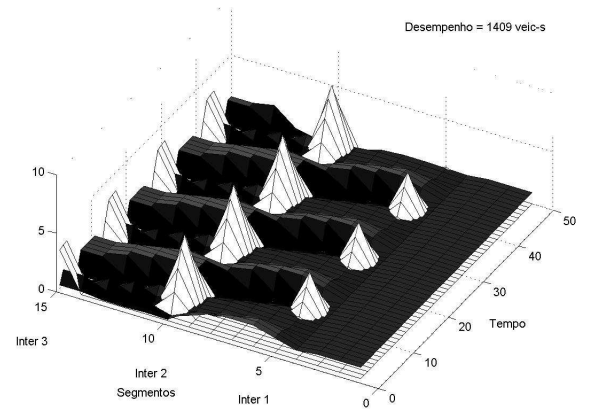 Desempenho = 1409 veic-s
10
5
0
15
10
5
0
0
10
20
30
40
50
Tempo
Inter 3
Inter 2
Inter 1
Segmentos